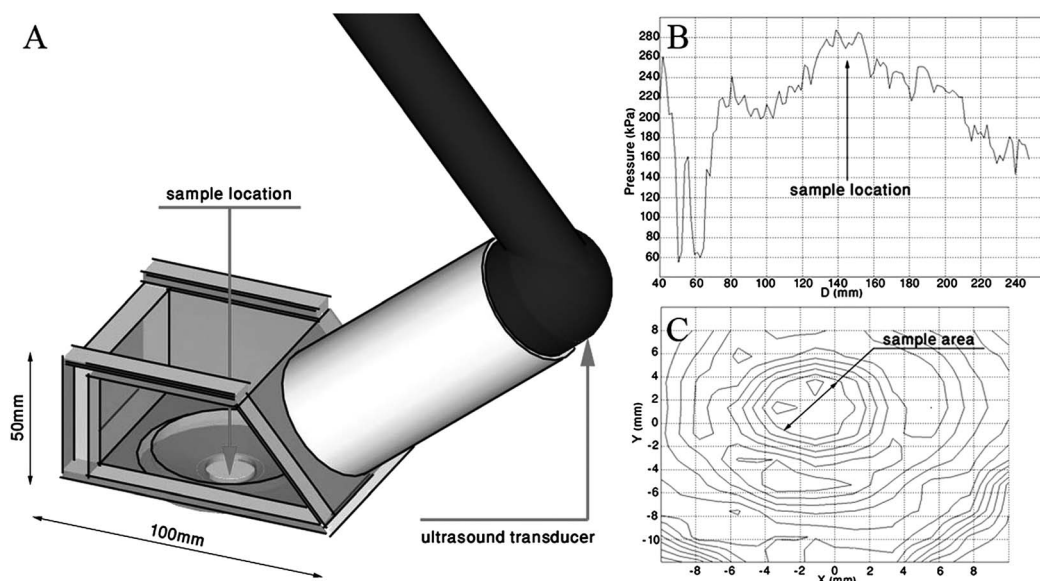 A
sample location
50mm
100mm
ultrasound transducer
B
280
260
240
220
200
180
160
140
120
280
80
60
Pressure (kPa)
sample location
40 60 80 100 120 140 160 180 200 220 240
D (mm)
C
8
6
4
2
0
-2
-4
-6
-8
-10
Y (mm)
sample area
-8 -6 -4 -2 0 2 4 6 8
X (mm)